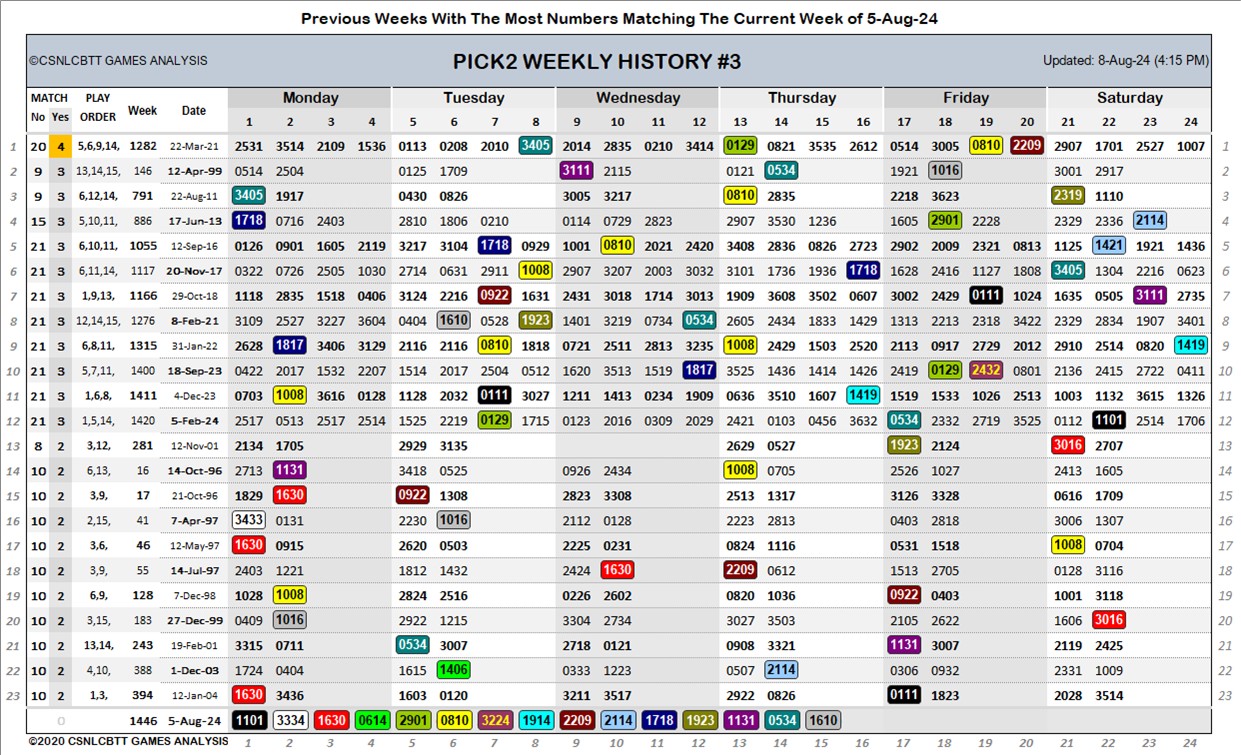 Previous Weeks With The Most Numbers Matching The Current Week of 5-Aug-24
©CSNLCBTT GAMES ANALYSIS PICK2 WEEKLY HISTORY #3 Updated: 8-Aug-24 (4:15 PM)
MATCH PLAY Week Date Monday Tuesday Wednesday Thursday Friday Saturday
No Yes ORDER 1 2 3 4 5 6 7 8 9 10 11 12 13 14 15 16 17 18 19 20 21 22 23 24
1 20 4 5,6,9,14, 1282 22-Mar-21 2531 3514 2109 1536 0113 0208 2010 3405 2014 2835 0210 3414 0129 0821 3535 2612 0514 3005 0810 2209 2907 1701 2527 1007 1
2 9 3 13,14,15, 146 12-Apr-99 0514 2504 0125 1709 3111 2115 0121 0534 1921 1016 3001 2917 2
3 9 3 6,12,14, 791 22-Aug-11 3405 1917 0430 0826 3005 3217 0810 2835 2218 3623 2319 1110 3
4 15 3 5,10,11, 886 17-Jun-13 1718 0716 2403 2810 1806 0210 0114 0729 2823 2907 3530 1236 1605 2901 2228 2329 2336 2114 4
5 21 3 6,10,11, 1055 12-Sep-16 0126 0901 1605 2119 3217 3104 1718 0929 1001 0810 2021 2420 3408 2836 0826 2723 2902 2009 2321 0813 1125 1421 1921 1436 5
6 21 3 6,11,14, 1117 20-Nov-17 0322 0726 2505 1030 2714 0631 2911 1008 2907 3207 2003 3032 3101 1736 1936 1718 1628 2416 1127 1808 3405 1304 2216 0623 6
7 21 3 1,9,13, 1166 29-Oct-18 1118 2835 1518 0406 3124 2216 0922 1631 2431 3018 1714 3013 1909 3608 3502 0607 3002 2429 0111 1024 1635 0505 3111 2735 7
8 21 3 12,14,15, 1276 8-Feb-21 3109 2527 3227 3604 0404 1610 0528 1923 1401 3219 0734 0534 2605 2434 1833 1429 1313 2213 2318 3422 2329 2834 1907 3401 8
9 21 3 6,8,11, 1315 31-Jan-22 2628 1817 3406 3129 2116 2116 0810 1818 0721 2511 2813 3235 1008 2429 1503 2520 2113 0917 2729 2012 2910 2514 0820 1419 9
10 21 3 5,7,11, 1400 18-Sep-23 0422 2017 1532 2207 1514 2017 2504 0512 1620 3513 1519 1817 3525 1436 1414 1426 2419 0129 2432 0801 2136 2415 2722 0411 10
11 21 3 1,6,8, 1411 4-Dec-23 0703 1008 3616 0128 1128 2032 0111 3027 1211 1413 0234 1909 0636 3510 1607 1419 1519 1533 1026 2513 1003 1132 3615 1326 11
12 21 3 1,5,14, 1420 5-Feb-24 2517 0513 2517 2514 1525 2219 0129 1715 0123 2016 0309 2029 2421 0103 0456 3632 0534 2332 2719 3525 0112 1101 2514 1706 12
13 8 2 3,12, 281 12-Nov-01 2134 1705 2929 3135 2629 0527 1923 2124 3016 2707 13
14 10 2 6,13, 16 14-Oct-96 2713 1131 3418 0525 0926 2434 1008 0705 2526 1027 2413 1605 14
15 10 2 3,9, 17 21-Oct-96 1829 1630 0922 1308 2823 3308 2513 1317 3126 3328 0616 1709 15
16 10 2 2,15, 41 7-Apr-97 3433 0131 2230 1016 2112 0128 2223 2813 0403 2818 3006 1307 16
17 10 2 3,6, 46 12-May-97 1630 0915 2620 0503 2225 0231 0824 1116 0531 1518 1008 0704 17
18 10 2 3,9, 55 14-Jul-97 2403 1221 1812 1432 2424 1630 2209 0612 1513 2705 0128 3116 18
19 10 2 6,9, 128 7-Dec-98 1028 1008 2824 2516 0226 2602 0820 1036 0922 0403 1001 3118 19
20 10 2 3,15, 183 27-Dec-99 0409 1016 2922 1215 3304 2734 3027 3503 2105 2622 1606 3016 20
21 10 2 13,14, 243 19-Feb-01 3315 0711 0534 3007 2718 0121 0908 3321 1131 3007 2119 2425 21
22 10 2 4,10, 388 1-Dec-03 1724 0404 1615 1406 0333 1223 0507 2114 0306 0932 2331 1009 22
23 10 2 1,3, 394 12-Jan-04 1630 3436 1603 0120 3211 3517 2922 0826 0111 1823 2028 3514 23
0 1446 5-Aug-24 1101 3334 1630 0614 2901 0810 3224 1914 2209 2114 1718 1923 1131 0534 1610
©2020 CSNLCBTT GAMES ANALYSIS 1 2 3 4 5 6 7 8 9 10 11 12 13 14 15 16 17 18 19 20 21 22 23 24